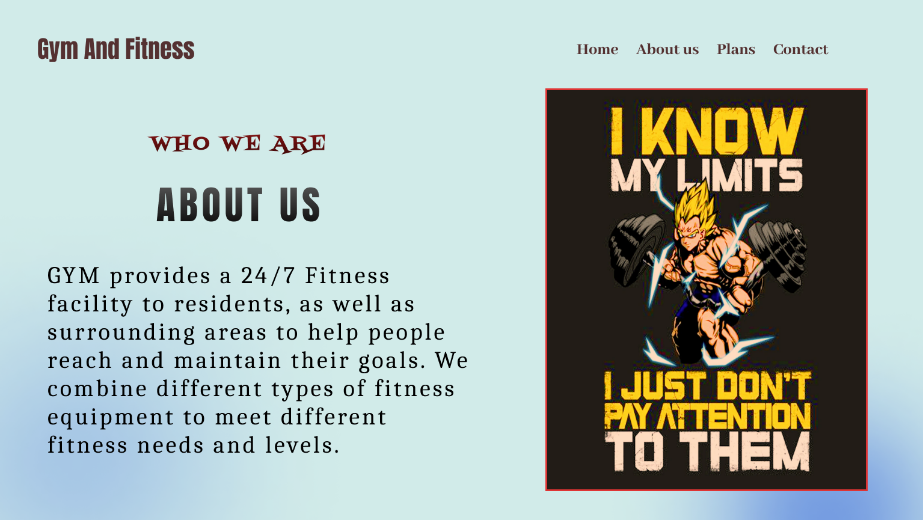 Gym And Fitness
Home About us Plans Contact
WHO WE ARE
ABOUT US
GYM provides a 24/7 Fitness
facility to residents, as well as
surrounding areas to help people
reach and maintain their goals. We
combine different types of fitness
equipment to meet different
fitness needs and levels.
I KNOW
MY LIMITS
I JUST DON'T
PAY ATTENTION
TO THEM